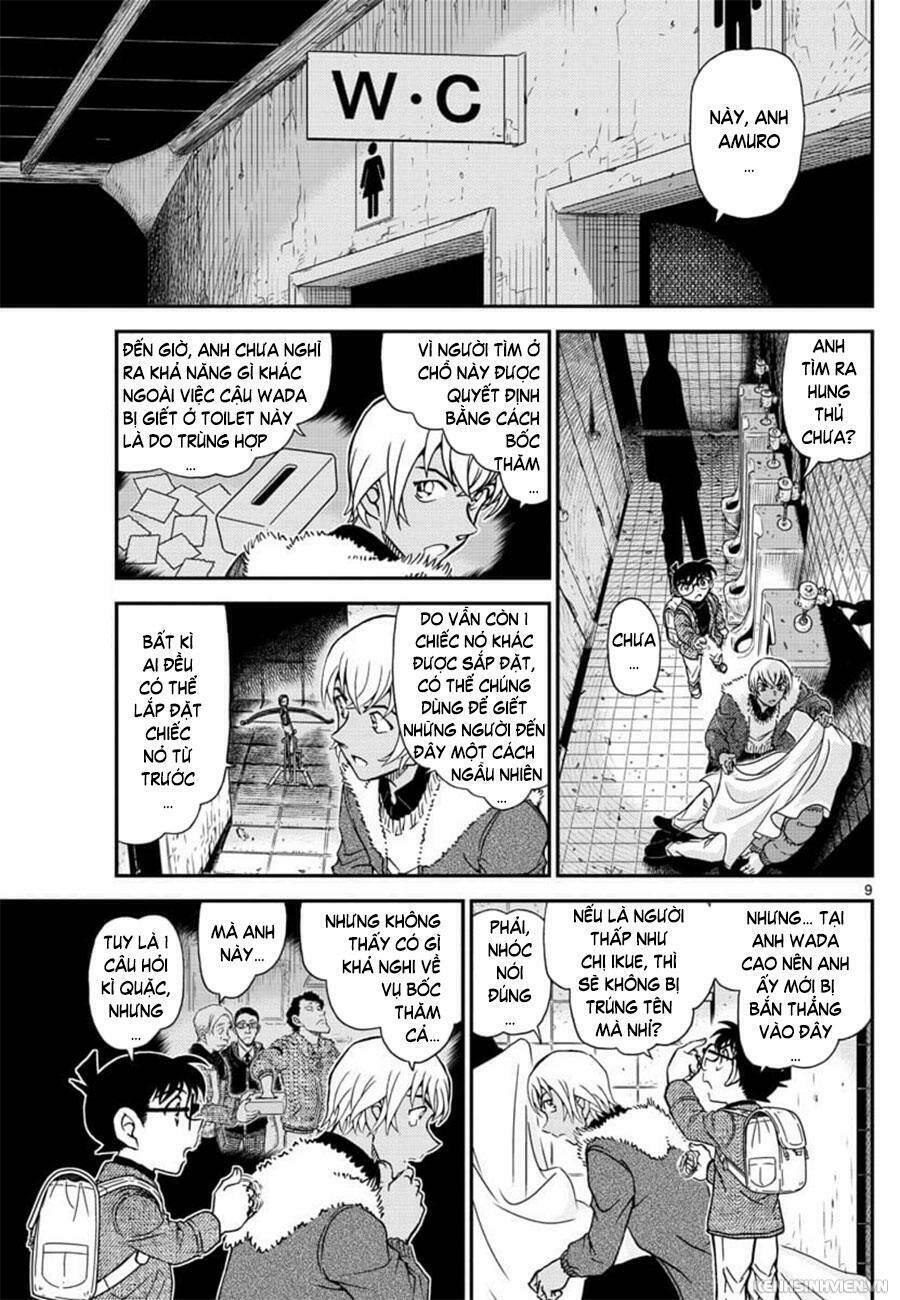 W·C
NÀY, ANH
AMURO
...
ANH
TÌM RA
HUNG
THỦ
CHƯA?
CHƯA
...
VÌ NGƯỜI TÌM Ở
CHỔ NÀY ĐƯỢC
QUYẾT ĐỊNH
BẰNG CÁCH
BỐC
THĂM
...
ĐẾN GIỜ, ANH CHƯA NGHĨ
RA KHẢ NĂNG GÌ KHÁC
NGOÀI VIỆC CẬU WADA
BỊ GIẾT Ở TOILET NÀY
LÀ DO TRÙNG HỢP
...
DO VẪN CÒN 1
CHIẾC NỎ KHÁC
ĐƯỢC SẮP ĐẶT,
CÓ THỂ CHÚNG
DÙNG ĐỂ GIẾT
NHỮNG NGƯỜI ĐẾN
ĐÂY MỘT CÁCH
NGẪU NHIÊN
...
BẤT KÌ
AI ĐỀU
CÓ THỂ
LẮP ĐẶT
CHIẾC
NỎ TỪ
TRƯỚC
...
9
NHƯNG... TẠI
ANH WADA
CAO NÊN ANH
ẤY MỚI BỊ
BẮN THẲNG
VÀO ĐÂY
...
NẾU LÀ NGƯỜI
THẤP NHƯ
CHỊ IKUE, THÌ
SẼ KHÔNG BỊ
TRÚNG TÊN
MÀ NHỈ?
PHẢI,
NHÓC
NÓI
ĐÚNG
...
NHƯNG KHÔNG
THẤY CÓ GÌ
KHẢ NGHI VỀ
VỤ BỐC
THĂM
CẢ...
MÀ ANH
NÀY...
TUY LÀ 1
CÂU HỎI
KÌ QUẶC,
NHƯNG
...
KENHSINHVIEN.VN